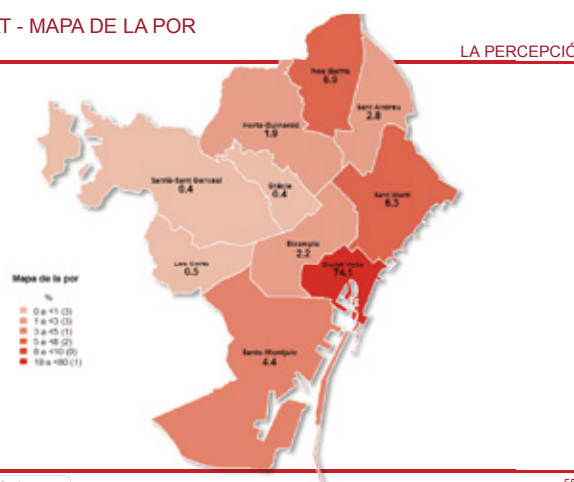 T - MAPA DE LA POR
LA PERCEPCIÓ
Nou Barris
6.9
Sant Andreu
2.8
Horta-Guinardó
1.9
Sarrià-Sant Gervasi
0.4
Gràcia
0.4
Sant Martí
6.3
Eixample
2.2
Les Corts
0.5
Ciutat Vella
74.1
Sants-Montjuïc
4.4
Mapa de la por
%
0 a <1 (3)
1 a <3 (3)
3 a <5 (1)
5 a <8 (2)
8 a <10 (0)
10 a <80 (1)